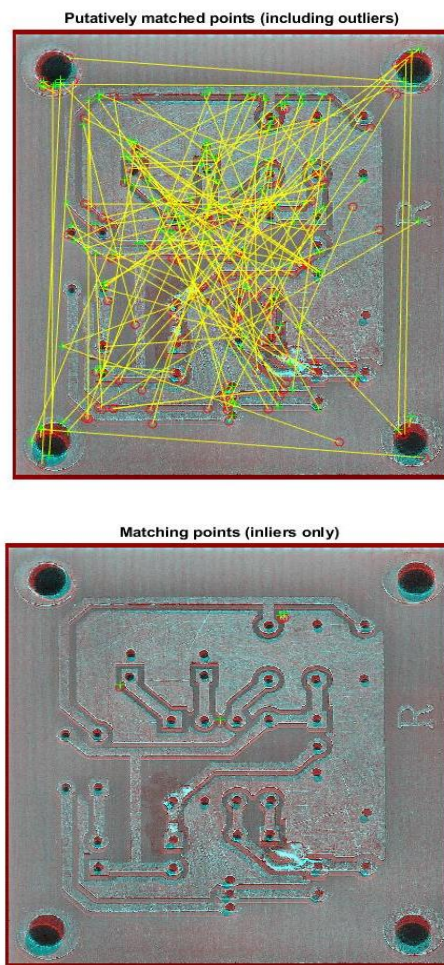 Putatively matched points (including outliers)
R
Matching points (inliers only)
R